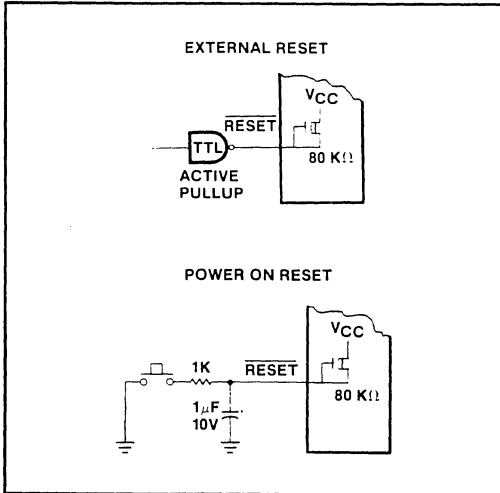 EXTERNAL RESET
VCC
RESET
TTL
80 KΩ
ACTIVE
PULLUP
POWER ON RESET
VCC
1K
RESET
80 KΩ
1μF
10V